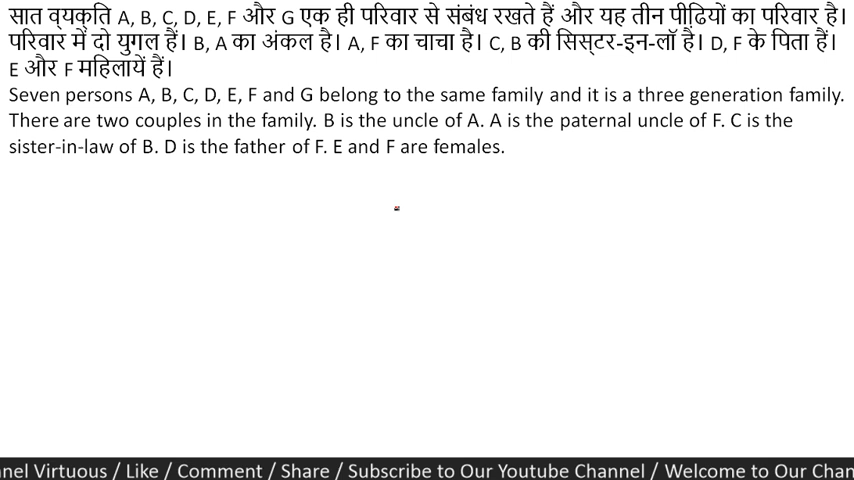 सात व्यक्ति A, B, C, D, E, F और G एक ही परिवार से संबंध रखते हैं और यह तीन पीढ़ियों का परिवार है।
परिवार में दो युगल हैं। B, A का अंकल है। A, F का चाचा है। C, B की सिस्टर-इन-लॉ है। D, F के पिता हैं।
E और F महिलायें हैं।
Seven persons A, B, C, D, E, F and G belong to the same family and it is a three generation family.
There are two couples in the family. B is the uncle of A. A is the paternal uncle of F. C is the
sister-in-law of B. D is the father of F. E and F are females.
nnel Virtuous / Like / Comment / Share / Subscribe to Our Youtube Channel / Welcome to Our Chan